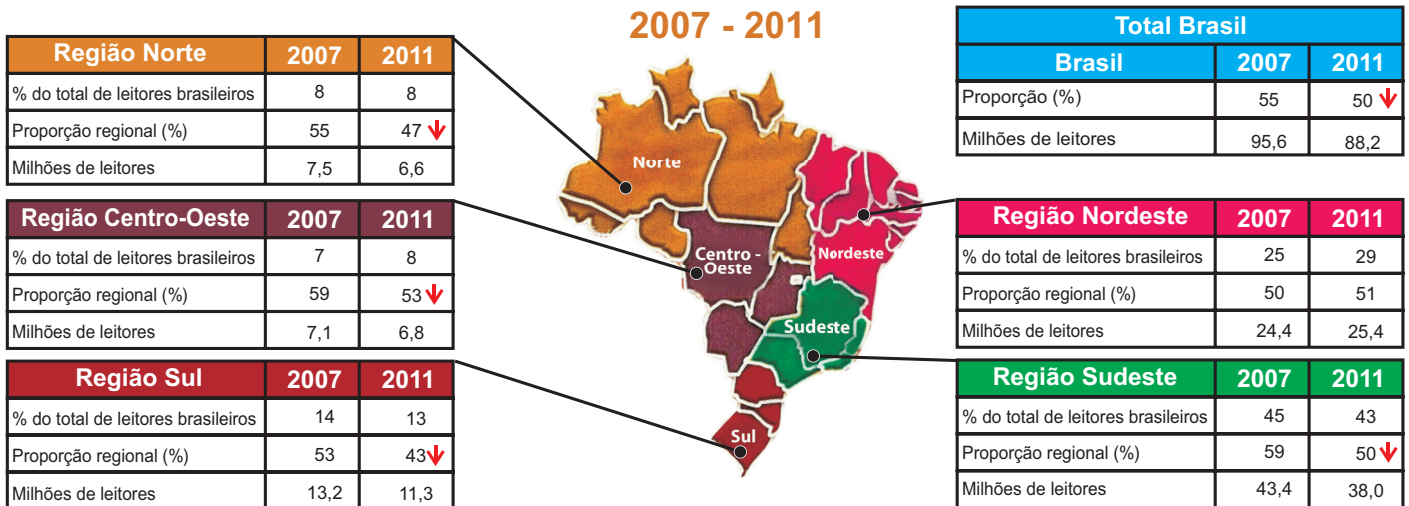 2007 - 2011
Região Norte 2007 2011
% do total de leitores brasileiros 8 8
Proporção regional (%) 55 47
Milhões de leitores 7,5 6,6
Região Centro-Oeste 2007 2011
% do total de leitores brasileiros 7 8
Proporção regional (%) 59 53
Milhões de leitores 7,1 6,8
Região Sul 2007 2011
% do total de leitores brasileiros 14 13
Proporção regional (%) 53 43
Milhões de leitores 13,2 11,3
Norte
Centro -
Oeste
Nordeste
Sudeste
Sul
Total Brasil
Brasil 2007 2011
Proporção (%) 55 50
Milhões de leitores 95,6 88,2
Região Nordeste 2007 2011
% do total de leitores brasileiros 25 29
Proporção regional (%) 50 51
Milhões de leitores 24,4 25,4
Região Sudeste 2007 2011
% do total de leitores brasileiros 45 43
Proporção regional (%) 59 50
Milhões de leitores 43,4 38,0